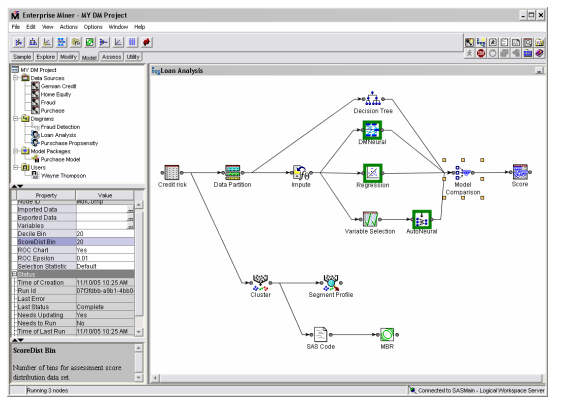 Enterprise Miner - MY DM Project
File Edit View Actions Options Window Help
Sample Explore Modify Model Assess Utility
MY DM Project
Data Sources
German Credit
Home Equity
Fraud
Purchase
Diagrams
Fraud Detection
Loan Analysis
Purschase Propsensity
Model Packages
Purchase Model
Users
Wayne Thompson
Property Value
Node ID MdlComp
Imported Data ...
Exported Data ...
Variables ...
Decile Bin 20
ScoreDist Bin 20
ROC Chart Yes
ROC Epsilon 0.01
Selection Statistic Default
Status
Time of Creation 11/10/05 10:25 AM
Run Id
Last Error
Last Status Complete
Needs Updating Yes
Needs to Run No
Time of Last Run 11/10/05 10:25 AM
ScoreDist Bin
Number of bins for
assessment score
distribution data set.
Loan Analysis
Decision Tree
DMNeural
Credit risk
Data Partition
Impute
Regression
Model
Comparison
Score
Variable Selection
AutoNeural
Cluster
Segment Profile
SAS Code
MBR
Running 3 nodes
Connected to SASMain - Logical Workspace Server